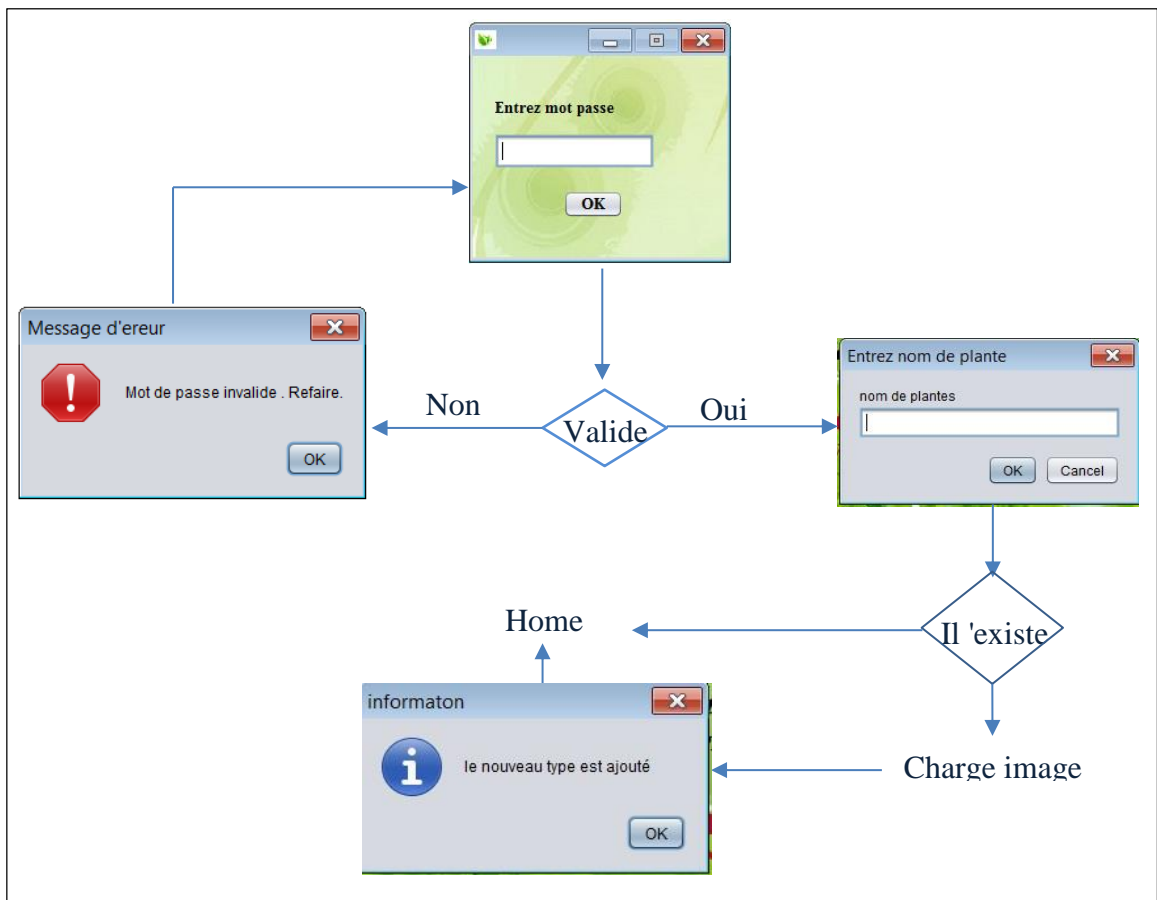 Entrez mot passe
OK
Message d'ereur
Mot de passe invalide . Refaire.
OK
Non
Valide
Oui
Entrez nom de plante
nom de plantes
OK
Cancel
Il 'existe
Home
informaton
le nouveau type est ajouté
OK
Charge image